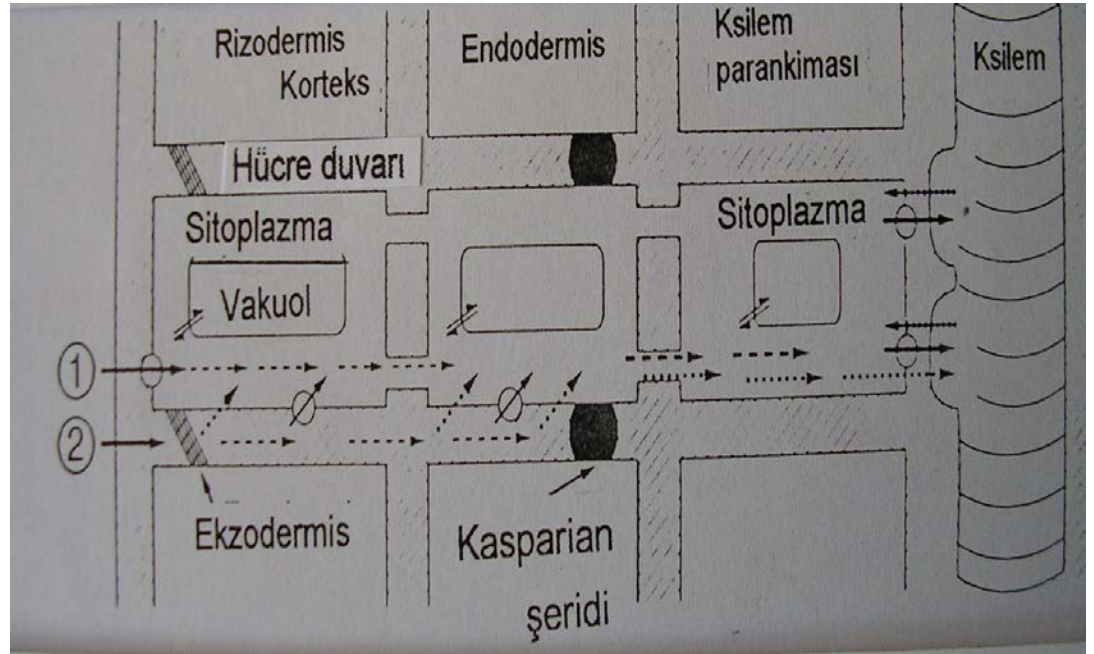 Rizodermis
Korteks
Endodermis
Ksilem
parankiması
Ksilem
Hücre duvarı
Sitoplazma
Vakuol
Sitoplazma
1
2
Ekzodermis
Kasparian
şeridi